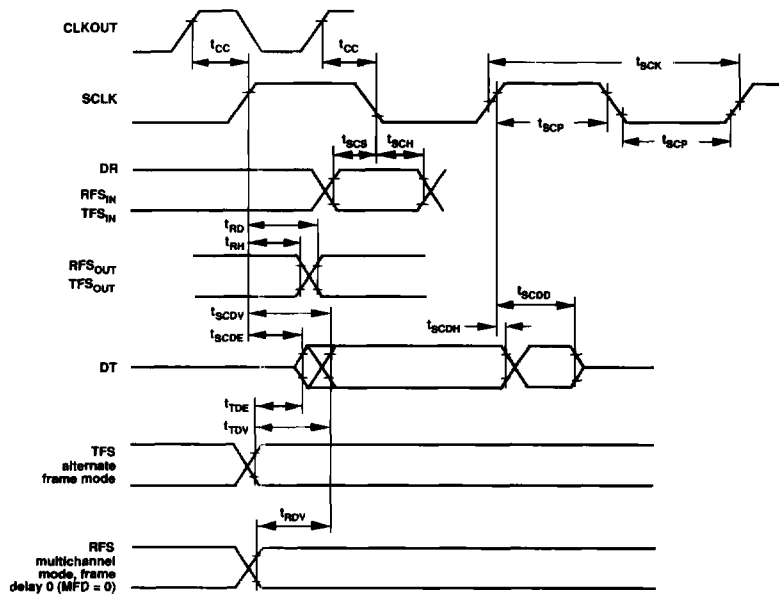 CLKOUT
tCC
tCC
tSCK
SCLK
tSCP
tSCP
tSCS
tSCH
DR
RFSIN
TFSIN
tRD
tRH
RFSOUT
TFSOUT
tSCDD
tSCDV
tSCDH
tSCDE
DT
tTDE
tTDV
TFS
alternate
frame mode
tRDV
RFS
multichannel
mode, frame
delay 0 (MFD = 0)